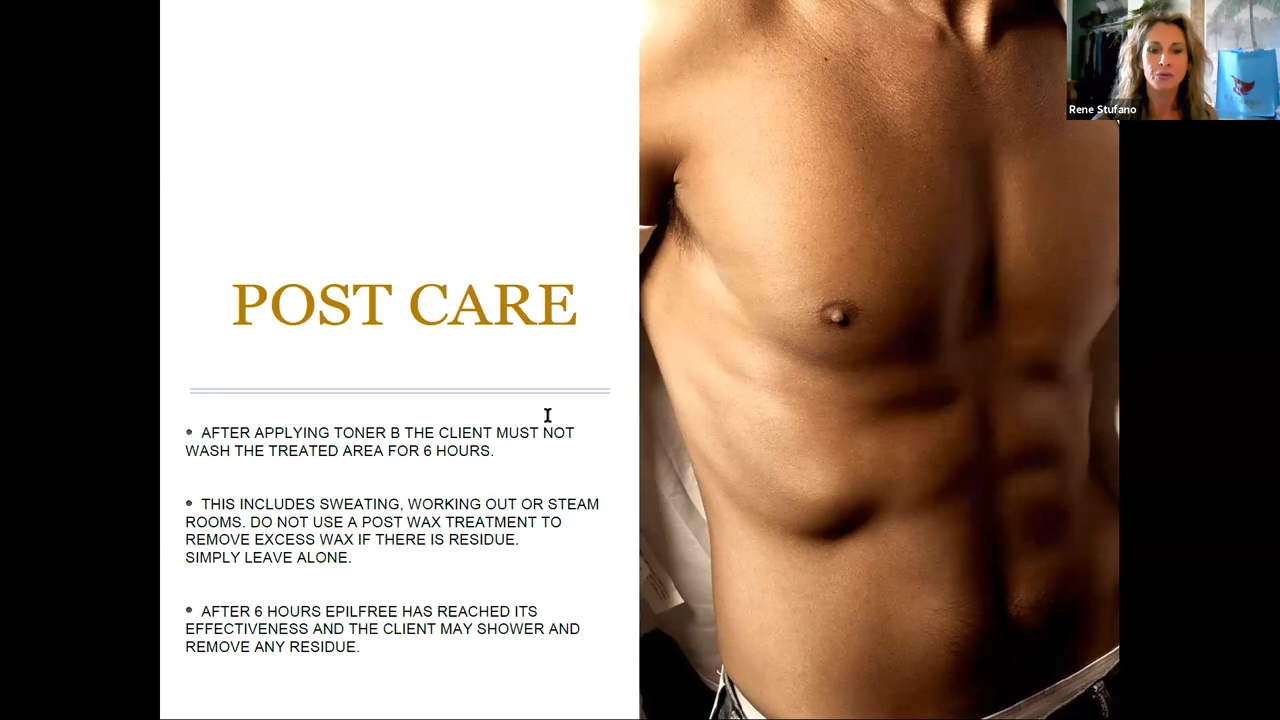 Rene Stufano
POST CARE
• AFTER APPLYING TONER B THE CLIENT MUST NOT
WASH THE TREATED AREA FOR 6 HOURS.
• THIS INCLUDES SWEATING, WORKING OUT OR STEAM
ROOMS. DO NOT USE A POST WAX TREATMENT TO
REMOVE EXCESS WAX IF THERE IS RESIDUE.
SIMPLY LEAVE ALONE.
• AFTER 6 HOURS EPILFREE HAS REACHED ITS
EFFECTIVENESS AND THE CLIENT MAY SHOWER AND
REMOVE ANY RESIDUE.